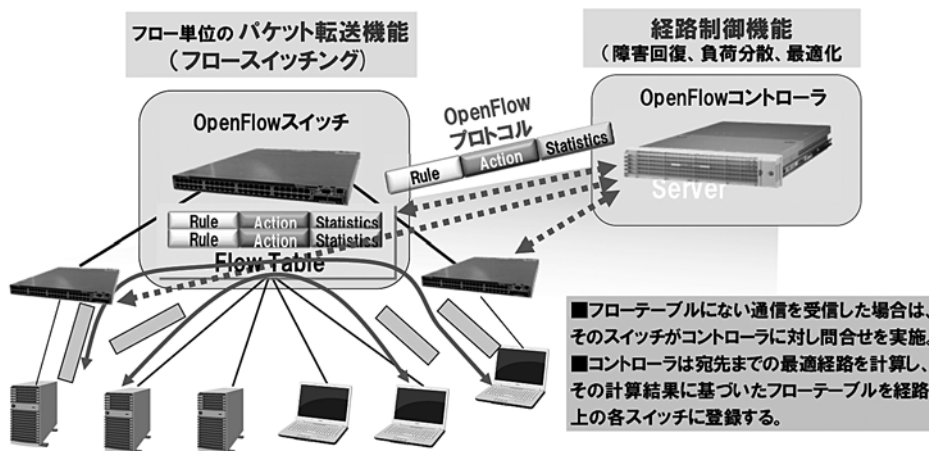 フロー単位の パケット転送機能
（フロースイッチング）
経路制御機能
（障害回復、負荷分散、最適化
OpenFlowスイッチ
OpenFlow
プロトコル
Rule Action Statistics
OpenFlowコントローラ
Server
Rule Action Statistics
Rule Action Statistics
Flow Table
■フローテーブルにない通信を受信した場合は、
そのスイッチがコントローラに対し問合せを実施。
■コントローラは宛先までの最適経路を計算し、
その計算結果に基づいたフローテーブルを経路
上の各スイッチに登録する。